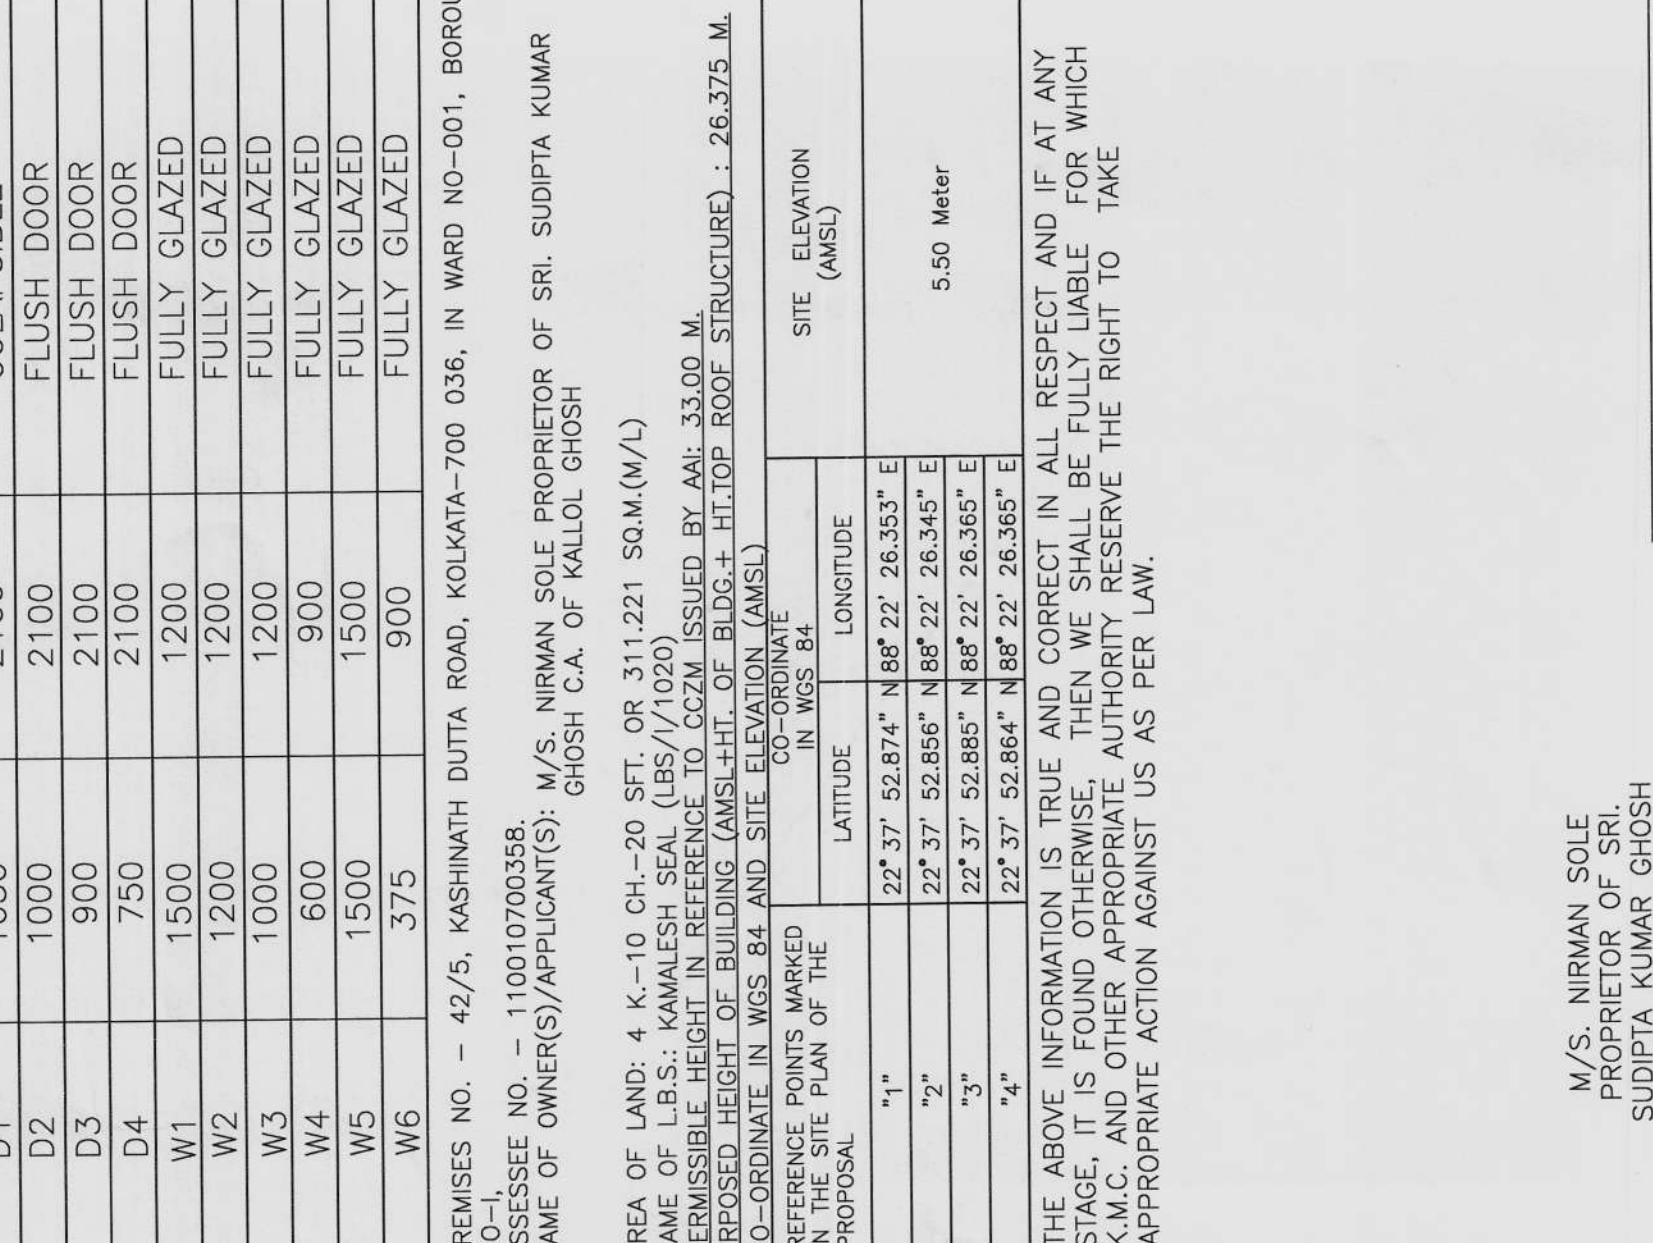 D2 1000 2100 FLUSH DOOR
D3 900 2100 FLUSH DOOR
D4 750 2100 FLUSH DOOR
W1 1500 1200 FULLY GLAZED
W2 1200 1200 FULLY GLAZED
W3 1000 1200 FULLY GLAZED
W4 600 900 FULLY GLAZED
W5 1500 1500 FULLY GLAZED
W6 375 900 FULLY GLAZED
REMISES NO. – 42/5, KASHINATH DUTTA ROAD, KOLKATA–700 036, IN WARD NO–001, BOROU
O–I,
SSESSEE NO. – 110010700358.
AME OF OWNER(S)/APPLICANT(S): M/S. NIRMAN SOLE PROPRIETOR OF SRI. SUDIPTA KUMAR
GHOSH C.A. OF KALLOL GHOSH
REA OF LAND: 4 K.–10 CH.–20 SFT. OR 311.221 SQ.M.(M/L)
AME OF L.B.S.: KAMALESH SEAL (LBS/I/1020)
ERMISSIBLE HEIGHT IN REFERENCE TO CCZM ISSUED BY AAI: 33.00 M.
RPOSED HEIGHT OF BUILDING (AMSL+HT. OF BLDG.+ HT.TOP ROOF STRUCTURE) : 26.375 M.
O–ORDINATE IN WGS 84 AND SITE ELEVATION (AMSL)
REFERENCE POINTS MARKED
N THE SITE PLAN OF THE
PROPOSAL
CO–ORDINATE
IN WGS 84
SITE ELEVATION
(AMSL)
LATITUDE LONGITUDE
"1" 22° 37' 52.874" N 88° 22' 26.353" E
"2" 22° 37' 52.856" N 88° 22' 26.345" E
5.50 Meter
"3" 22° 37' 52.885" N 88° 22' 26.365" E
"4" 22° 37' 52.864" N 88° 22' 26.365" E
THE ABOVE INFORMATION IS TRUE AND CORRECT IN ALL RESPECT AND IF AT ANY
STAGE, IT IS FOUND OTHERWISE, THEN WE SHALL BE FULLY LIABLE FOR WHICH
K.M.C. AND OTHER APPROPRIATE AUTHORITY RESERVE THE RIGHT TO TAKE
APPROPRIATE ACTION AGAINST US AS PER LAW.
M/S. NIRMAN SOLE
PROPRIETOR OF SRI.
SUDIPTA KUMAR GHOSH